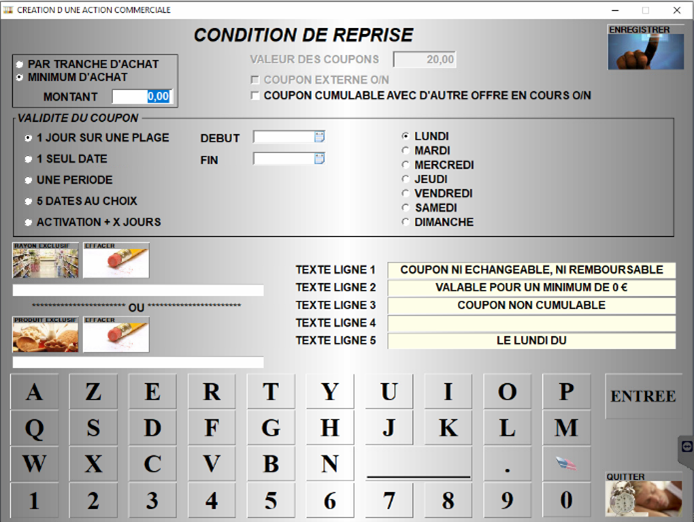 CREATION D'UNE ACTION COMMERCIALE
CONDITION DE REPRISE
ENREGISTRER
PAR TRANCHE D'ACHAT
MINIMUM D'ACHAT
MONTANT 0,00
VALEUR DES COUPONS 20,00
COUPON EXTERNE O/N
COUPON CUMULABLE AVEC D'AUTRE OFFRE EN COURS O/N
VALIDITE DU COUPON
1 JOUR SUR UNE PLAGE
1 SEUL DATE
UNE PERIODE
5 DATES AU CHOIX
ACTIVATION + X JOURS
DEBUT
FIN
LUNDI
MARDI
MERCREDI
JEUDI
VENDREDI
SAMEDI
DIMANCHE
RAYON EXCLUSIF EFFACER
*********************** OU ***********************
PRODUIT EXCLUSIF EFFACER
TEXTE LIGNE 1 COUPON NI ECHANGEABLE, NI REMBOURSABLE
TEXTE LIGNE 2 VALABLE POUR UN MINIMUM DE 0 €
TEXTE LIGNE 3 COUPON NON CUMULABLE
TEXTE LIGNE 4
TEXTE LIGNE 5 LE LUNDI DU
A Z E R T Y U I O P ENTREE
Q S D F G H J K L M
W X C V B N .
QUITTER
1 2 3 4 5 6 7 8 9 0